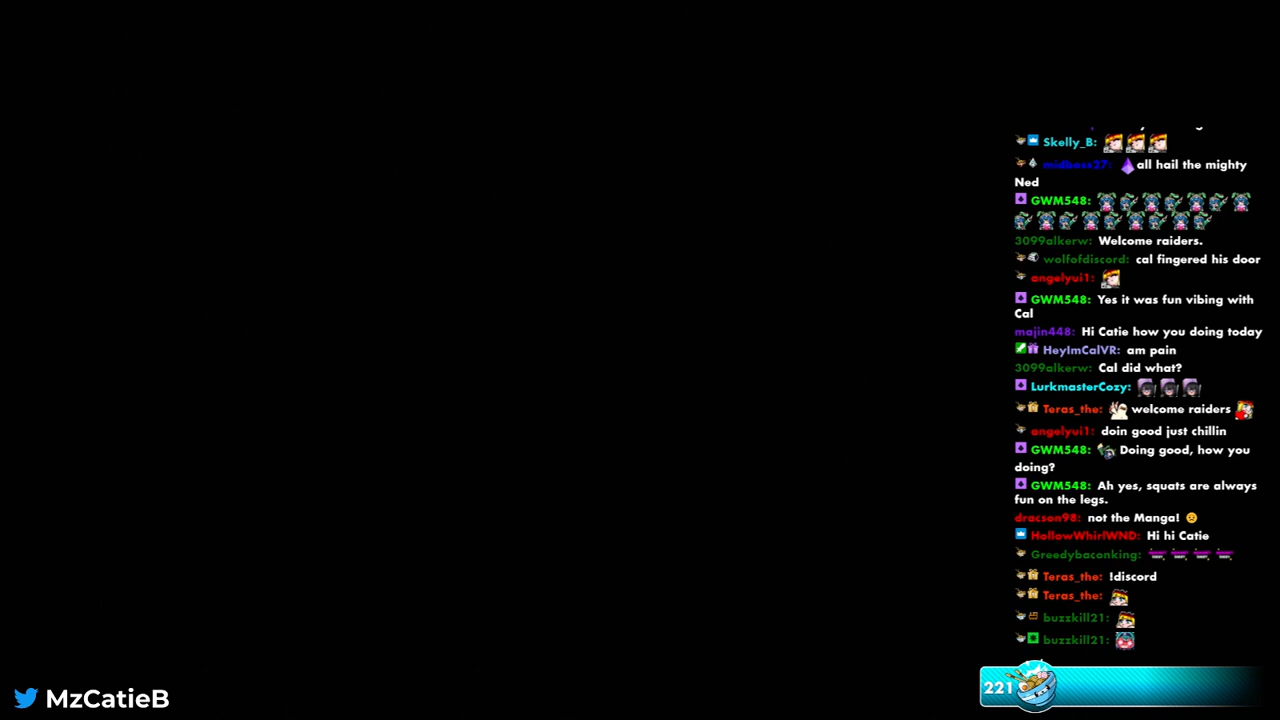 Skelly_B:
midboss27: all hail the mighty
Ned
GWM548:
3099alkerw: Welcome raiders.
wolfofdiscord: cal fingered his door
angelyui1:
GWM548: Yes it was fun vibing with
Cal
majin448: Hi Catie how you doing today
HeyImCalVR: am pain
3099alkerw: Cal did what?
LurkmasterCozy:
Teras_the: welcome raiders
angelyui1: doin good just chillin
GWM548: Doing good, how you
doing?
GWM548: Ah yes, squats are always
fun on the legs.
dracson98: not the Manga!
HollowWhirlWND: Hi hi Catie
Greedybaconking:
Teras_the: !discord
Teras_the:
buzzkill21:
buzzkill21:
221
MzCatieB